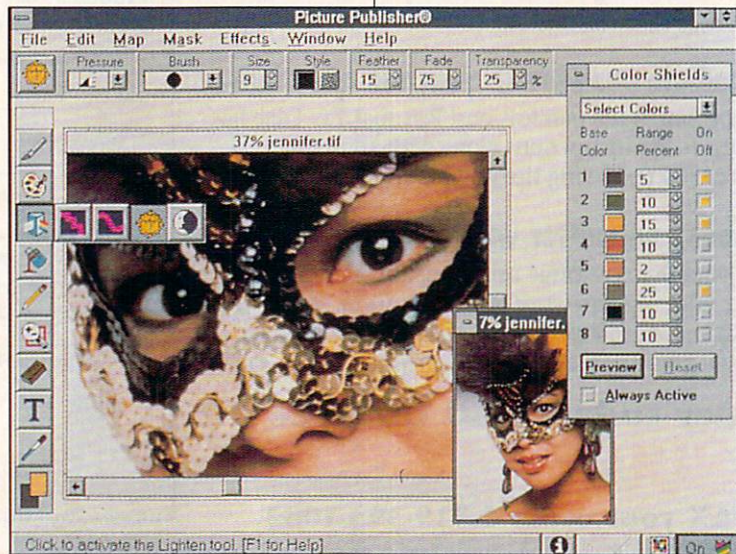 Picture Publisher®
File Edit Map Mask Effects Window Help
Pressure Brush Size Style Feather Fade Transparency
9 15 75 25 %
Color Shields
Select Colors
Base Range On
Color Percent Off
1 5
2 10
3 15
4 10
5 2
6 25
7 10
8 10
Preview Reset
Always Active
37% jennifer.tif
7% jennifer.
T
Click to activate the Lighten tool. [F1 for Help]
On